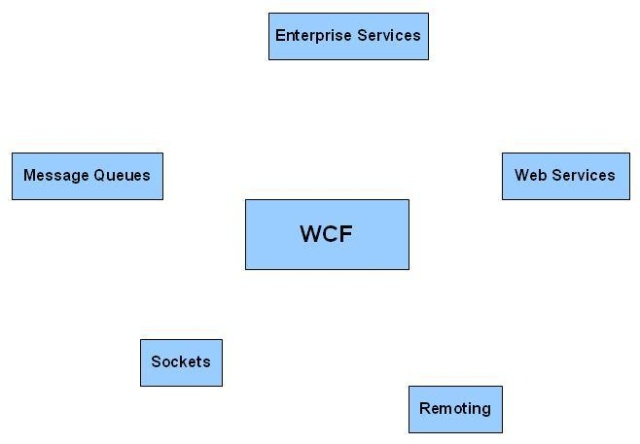 Enterprise Services
Message Queues
Web Services
WCF
Sockets
Remoting